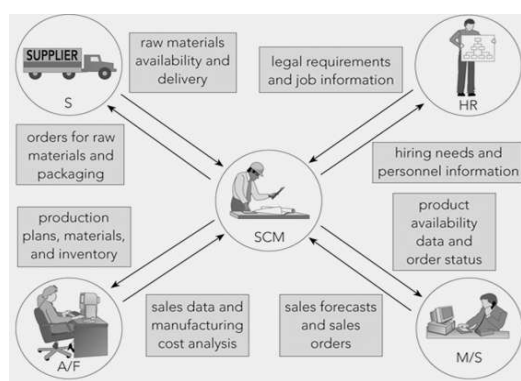 SUPPLIER
S
raw materials
availability and
delivery
legal requirements
and job information
HR
orders for raw
materials and
packaging
hiring needs and
personnel information
production
plans, materials,
and inventory
SCM
product
availability
data and
order status
A/F
sales data and
manufacturing
cost analysis
sales forecasts
and sales
orders
M/S